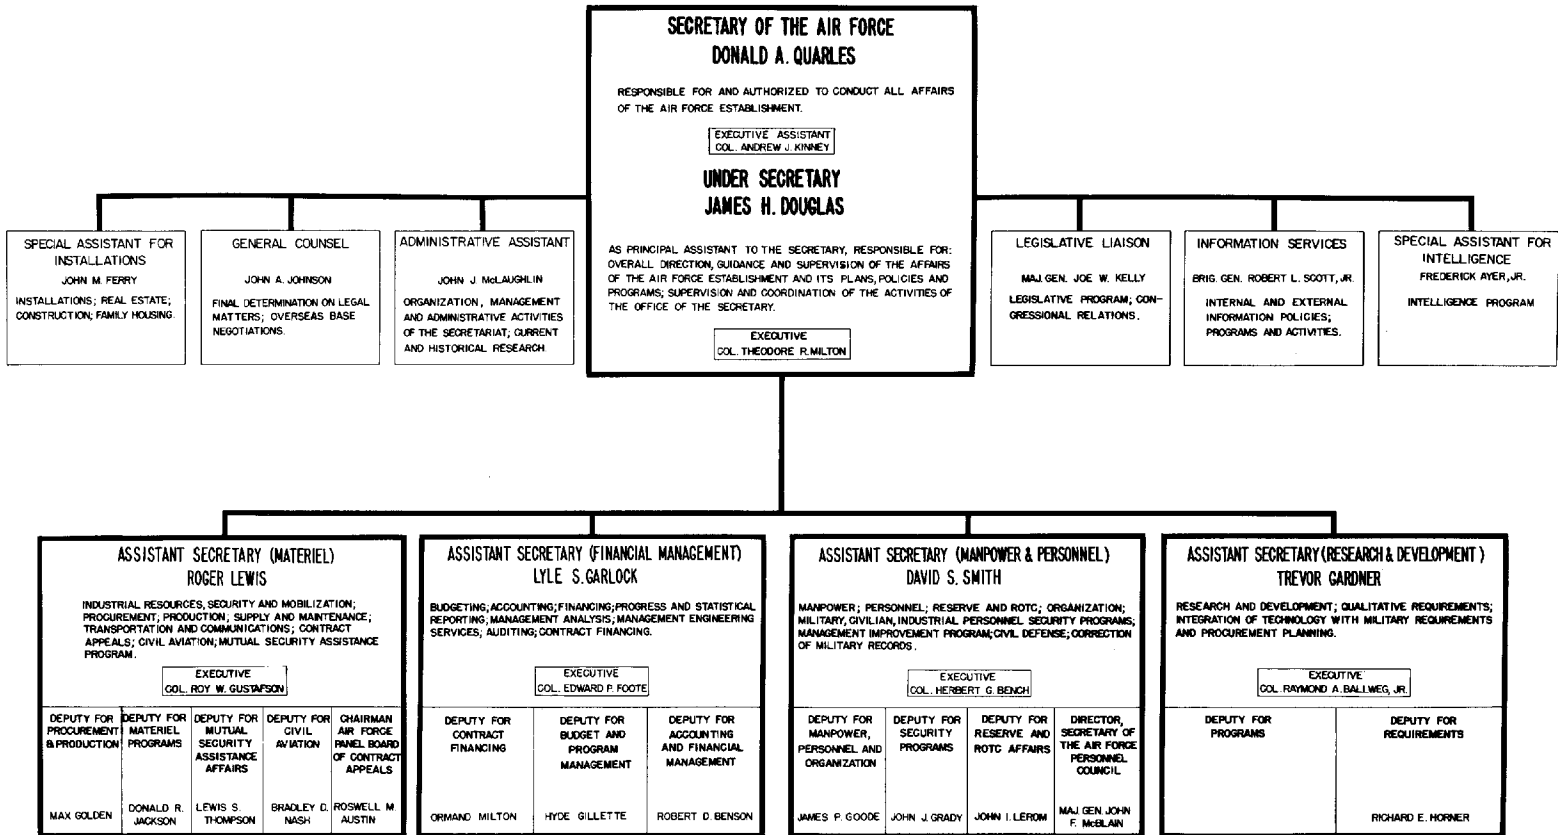 SECRETARY OF THE AIR FORCE
DONALD A. QUARLES
RESPONSIBLE FOR AND AUTHORIZED TO CONDUCT ALL AFFAIRS
OF THE AIR FORCE ESTABLISHMENT.
EXECUTIVE ASSISTANT
COL. ANDREW J. KINNEY
UNDER SECRETARY
JAMES H. DOUGLAS
AS PRINCIPAL ASSISTANT TO THE SECRETARY, RESPONSIBLE FOR:
OVERALL DIRECTION, GUIDANCE AND SUPERVISION OF THE AFFAIRS
OF THE AIR FORCE ESTABLISHMENT AND ITS PLANS, POLICIES AND
PROGRAMS; SUPERVISION AND COORDINATION OF THE ACTIVITIES OF
THE OFFICE OF THE SECRETARY.
EXECUTIVE
COL. THEODORE R. MILTON
SPECIAL ASSISTANT FOR
INSTALLATIONS
JOHN M. FERRY
INSTALLATIONS; REAL ESTATE;
CONSTRUCTION; FAMILY HOUSING.
GENERAL COUNSEL
JOHN A. JOHNSON
FINAL DETERMINATION ON LEGAL
MATTERS; OVERSEAS BASE
NEGOTIATIONS.
ADMINISTRATIVE ASSISTANT
JOHN J. McLAUGHLIN
ORGANIZATION, MANAGEMENT
AND ADMINISTRATIVE ACTIVITIES
OF THE SECRETARIAT; CURRENT
AND HISTORICAL RESEARCH.
LEGISLATIVE LIAISON
MAJ. GEN. JOE W. KELLY
LEGISLATIVE PROGRAM; CON-
GRESSIONAL RELATIONS.
INFORMATION SERVICES
BRIG. GEN. ROBERT L. SCOTT, JR.
INTERNAL AND EXTERNAL
INFORMATION POLICIES;
PROGRAMS AND ACTIVITIES.
SPECIAL ASSISTANT FOR
INTELLIGENCE
FREDERICK AYER, JR.
INTELLIGENCE PROGRAM
ASSISTANT SECRETARY (MATERIEL)
ROGER LEWIS
INDUSTRIAL RESOURCES, SECURITY AND MOBILIZATION;
PROCUREMENT; PRODUCTION; SUPPLY AND MAINTENANCE;
TRANSPORTATION AND COMMUNICATIONS; CONTRACT
APPEALS; CIVIL AVIATION; MUTUAL SECURITY ASSISTANCE
PROGRAM.
EXECUTIVE
COL. ROY W. GUSTAFSON
DEPUTY FOR
PROCUREMENT
& PRODUCTION
MAX GOLDEN
DEPUTY FOR
MATERIEL
PROGRAMS
DONALD R.
JACKSON
DEPUTY FOR
MUTUAL
SECURITY
ASSISTANCE
AFFAIRS
LEWIS S.
THOMPSON
DEPUTY FOR
CIVIL
AVIATION
BRADLEY D.
NASH
CHAIRMAN
AIR FORCE
PANEL BOARD
OF CONTRACT
APPEALS
ROSWELL M.
AUSTIN
ASSISTANT SECRETARY (FINANCIAL MANAGEMENT)
LYLE S. GARLOCK
BUDGETING; ACCOUNTING; FINANCING; PROGRESS AND STATISTICAL
REPORTING; MANAGEMENT ANALYSIS; MANAGEMENT ENGINEERING
SERVICES; AUDITING; CONTRACT FINANCING.
EXECUTIVE
COL. EDWARD P. FOOTE
DEPUTY FOR
CONTRACT
FINANCING
ORMAND MILTON
DEPUTY FOR
BUDGET AND
PROGRAM
MANAGEMENT
HYDE GILLETTE
DEPUTY FOR
ACCOUNTING
AND FINANCIAL
MANAGEMENT
ROBERT D. BENSON
ASSISTANT SECRETARY (MANPOWER & PERSONNEL)
DAVID S. SMITH
MANPOWER; PERSONNEL; RESERVE AND ROTC; ORGANIZATION;
MILITARY, CIVILIAN, INDUSTRIAL PERSONNEL SECURITY PROGRAMS;
MANAGEMENT IMPROVEMENT PROGRAM; CIVIL DEFENSE; CORRECTION
OF MILITARY RECORDS.
EXECUTIVE
COL. HERBERT G. BENCH
DEPUTY FOR
MANPOWER,
PERSONNEL AND
ORGANIZATION
JAMES P. GOODE
DEPUTY FOR
SECURITY
PROGRAMS
JOHN J. GRADY
DEPUTY FOR
RESERVE AND
ROTC AFFAIRS
JOHN I. LEROM
DIRECTOR,
SECRETARY OF
THE AIR FORCE
PERSONNEL
COUNCIL
MAJ. GEN. JOHN
F. McBLAIN
ASSISTANT SECRETARY (RESEARCH & DEVELOPMENT)
TREVOR GARDNER
RESEARCH AND DEVELOPMENT; QUALITATIVE REQUIREMENTS;
INTEGRATION OF TECHNOLOGY WITH MILITARY REQUIREMENTS
AND PROCUREMENT PLANNING.
EXECUTIVE
COL. RAYMOND A. BALLWEG, JR.
DEPUTY FOR
PROGRAMS
DEPUTY FOR
REQUIREMENTS
RICHARD E. HORNER